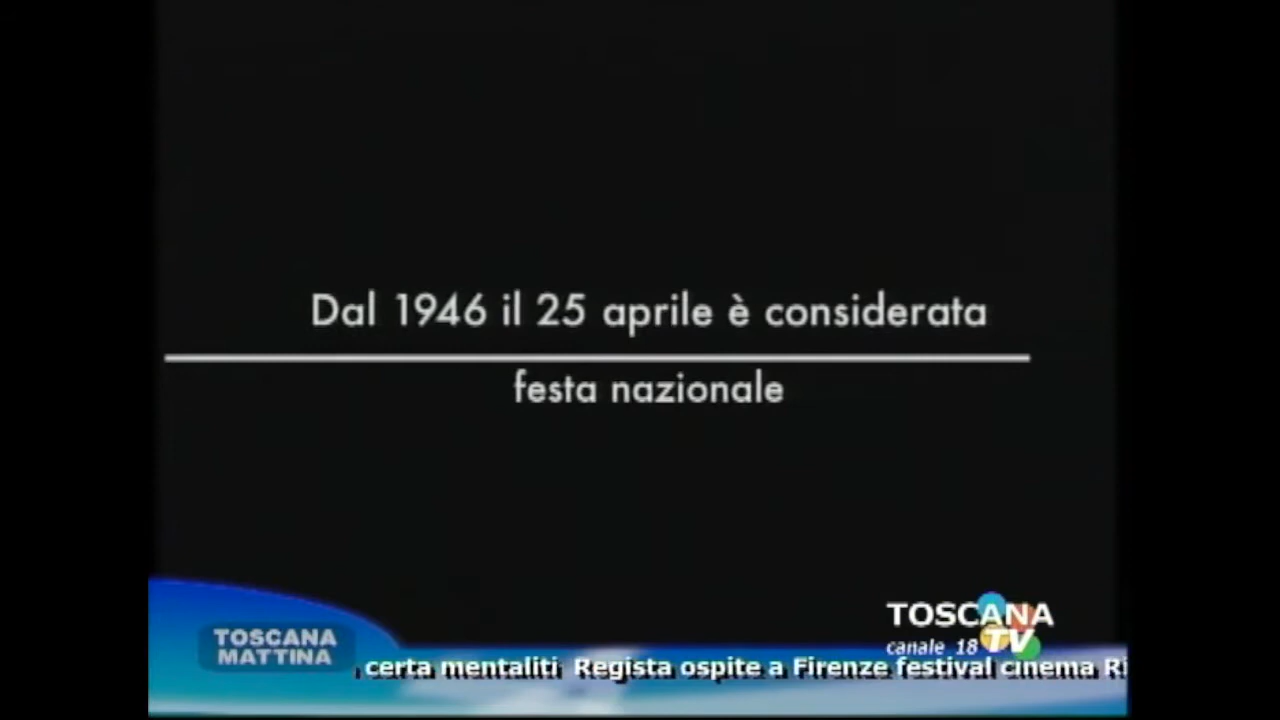 Dal 1946 il 25 aprile è considerata
festa nazionale
TOSCANA
canale 18 TV
TOSCANA
MATTINA
certa mentaliti Regista ospite a Firenze festival cinema Ri